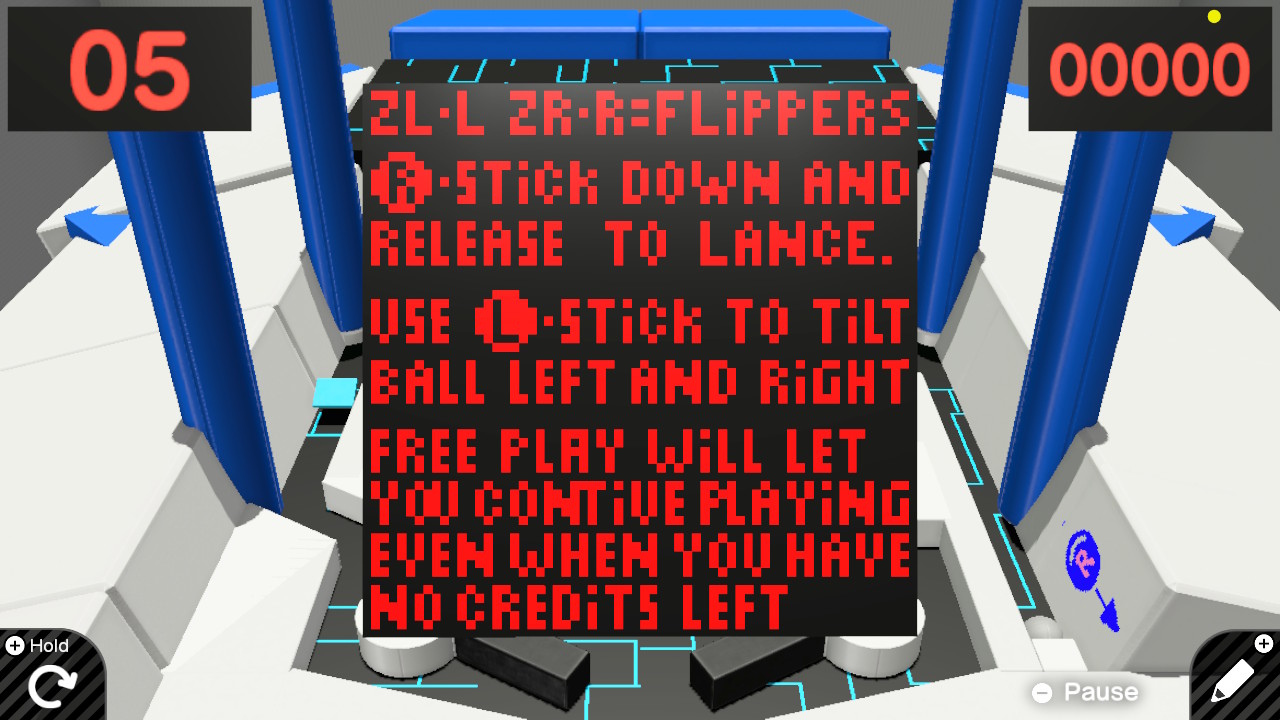 05
00000
ZL·L ZR·R=FLiPPERS
R·STiCK DOWN AND
RELEASE TO LANCE.
USE L·STiCK TO TiLT
BALL LEFT AND RiGHT
FREE PLAY WiLL LET
YOU CONTiUE PLAYiNG
EVEN WHEN YOU HAVE
NO CREDiTS LEFT
R
Hold
Pause